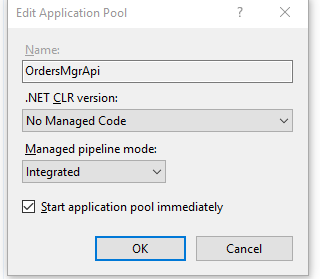 Edit Application Pool
Name:
OrdersMgrApi
.NET CLR version:
No Managed Code
Managed pipeline mode:
Integrated
Start application pool immediately
OK Cancel